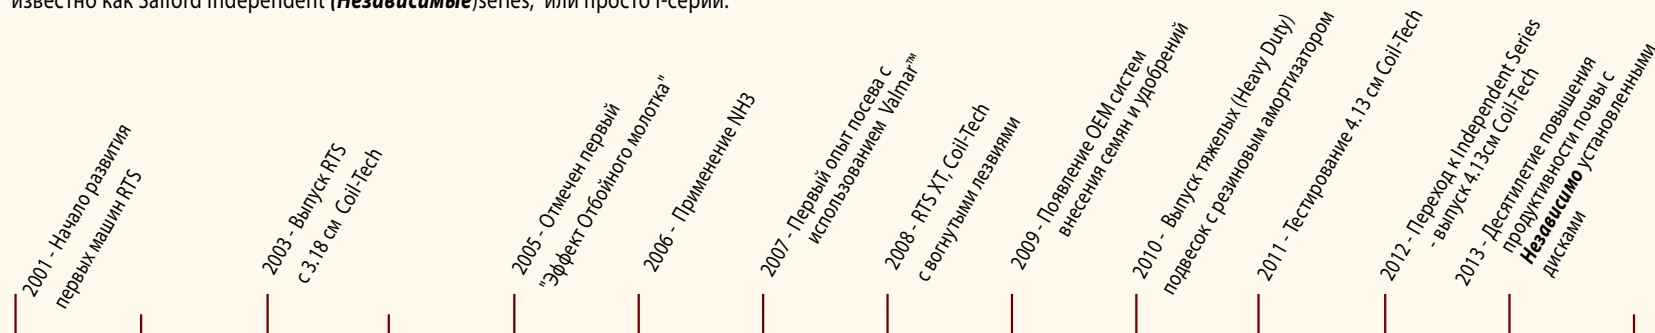 известно как Salford Independent (Независимые)series, или просто I-серии.
2001 - Начало развития
первых машин RTS
2003 - Выпуск RTS
с 3.18 см Coil-Tech
2005 - Отмечен первый
"Эффект Отбойного молотка"
2006 - Применение NH3
2007 - Первый опыт посева с
использованием Valmar™
2008 - RTS XT, Coil-Tech
с вогнутыми лезвиями
2009 - Появление OEM систем
внесения семян и удобрений
2010 - Выпуск тяжелых (Heavy Duty)
подвесок с резиновым амортизатором
2011 - Тестирование 4.13 см Coil-Tech
2012 - Переход к Independent Series
- выпуск 4.13см Coil-Tech
2013 - Десятилетие повышения
продуктивности почвы с
Независимо установленными
дисками